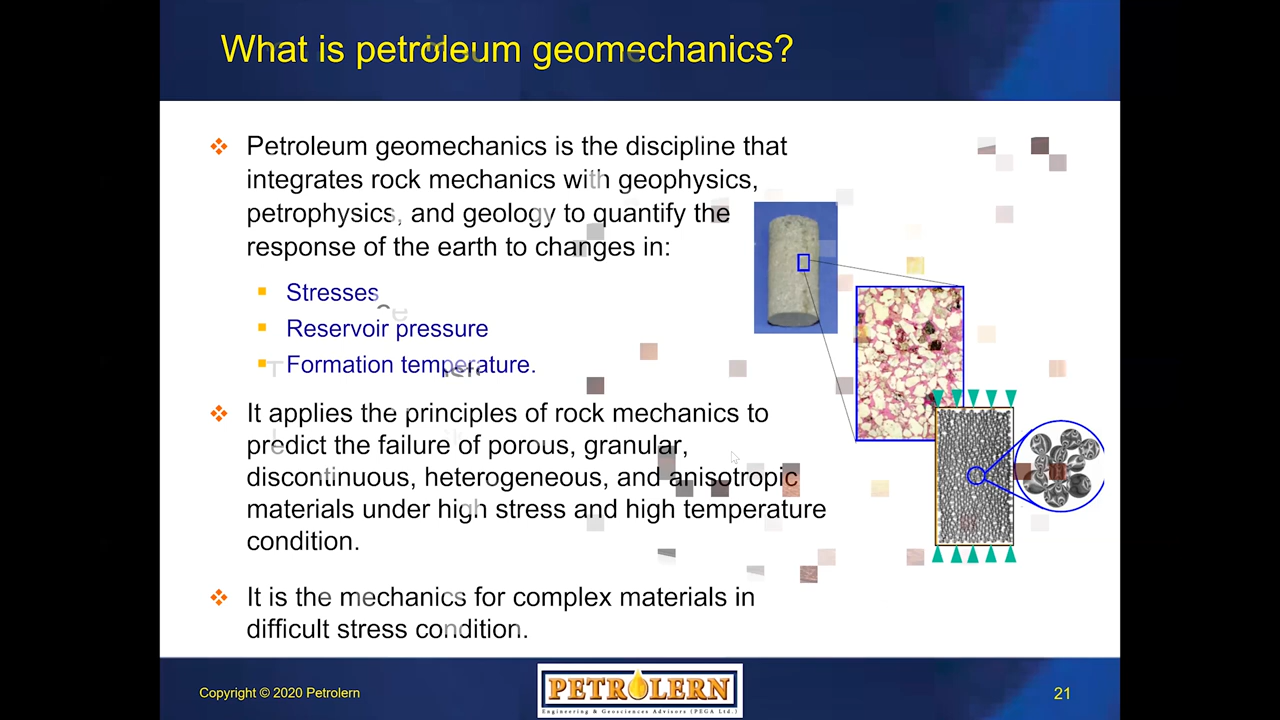 What is petroleum geomechanics?
Petroleum geomechanics is the discipline that
integrates rock mechanics with geophysics,
petrophysics, and geology to quantify the
response of the earth to changes in:
Stresses
Reservoir pressure
Formation temperature.
It applies the principles of rock mechanics to
predict the failure of porous, granular,
discontinuous, heterogeneous, and anisotropic
materials under high stress and high temperature
condition.
It is the mechanics for complex materials in
difficult stress condition.
Copyright © 2020 Petrolern
PETROLERN
Engineering & Geosciences Advisors (PEGA Ltd.)
21